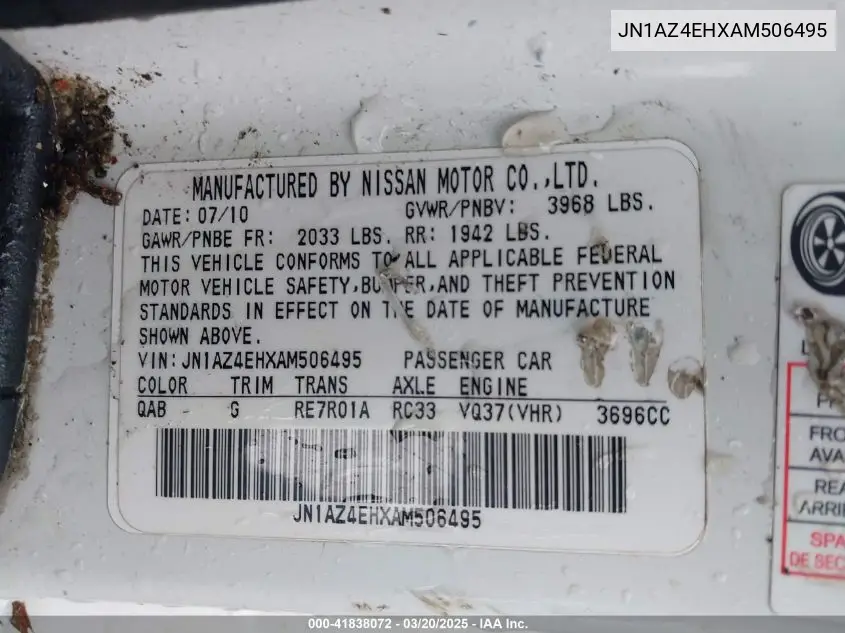 JN1AZ4EHXAM506495
MANUFACTURED BY NISSAN MOTOR CO.,LTD.
DATE: 07/10 GVWR/PNBV: 3968 LBS.
GAWR/PNBE FR: 2033 LBS. RR: 1942 LBS.
THIS VEHICLE CONFORMS TO ALL APPLICABLE FEDERAL
MOTOR VEHICLE SAFETY,BUMPER,AND THEFT PREVENTION
STANDARDS IN EFFECT ON THE DATE OF MANUFACTURE
SHOWN ABOVE.
VIN: JN1AZ4EHXAM506495 PASSENGER CAR
COLOR TRIM TRANS AXLE ENGINE
QAB G RE7R01A RC33 VQ37(VHR) 3696CC
JN1AZ4EHXAM506495
FRO
AVA
REA
ARRIE
SPA
DE SEC
000-41838072 - 03/20/2025 - IAA Inc.